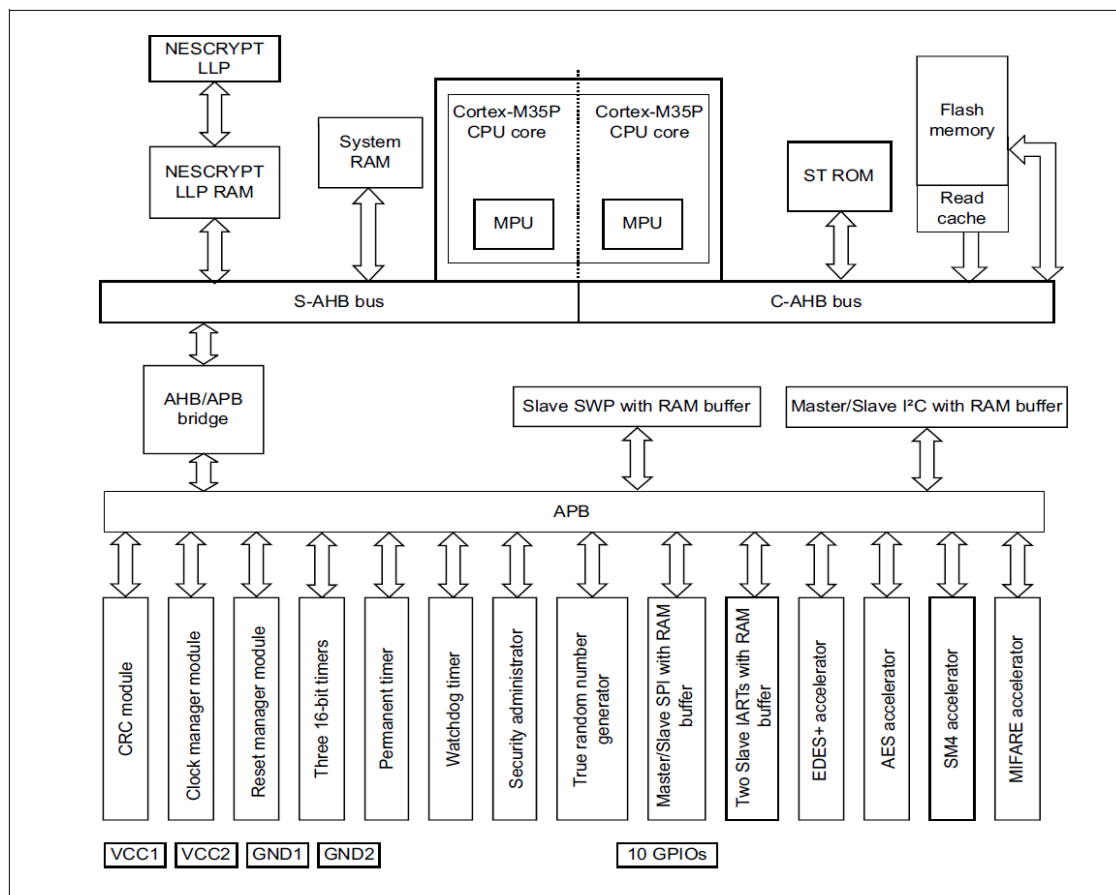 NESCRYPT
LLP
NESCRYPT
LLP RAM
System
RAM
Cortex-M35P
CPU core
MPU
Cortex-M35P
CPU core
MPU
ST ROM
Flash
memory
Read
cache
S-AHB bus
C-AHB bus
AHB/APB
bridge
Slave SWP with RAM buffer
Master/Slave I²C with RAM buffer
APB
CRC module
Clock manager module
Reset manager module
Three 16-bit timers
Permanent timer
Watchdog timer
Security administrator
True random number
generator
Master/Slave SPI with RAM
buffer
Two Slave IARTs with RAM
buffer
EDES+ accelerator
AES accelerator
SM4 accelerator
MIFARE accelerator
VCC1
VCC2
GND1
GND2
10 GPIOs